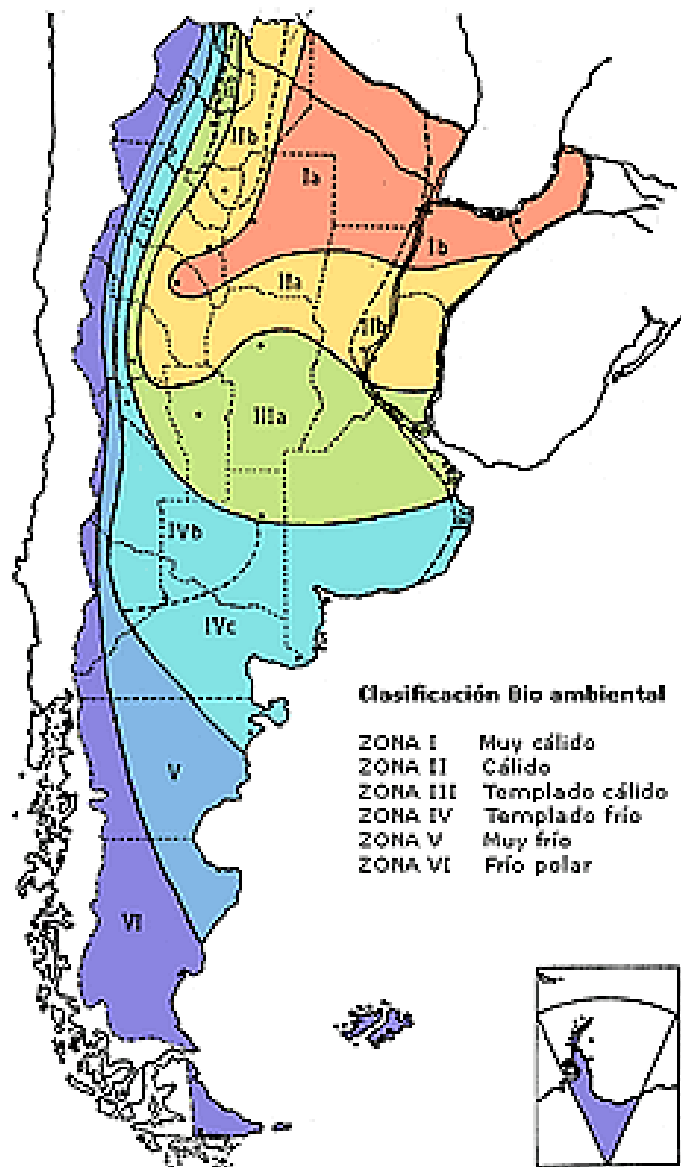 IIb
Ia
Ib
IIa
IIb
IIIa
IVb
IVc
Clasificación Bio ambiental
ZONA I Muy cálido
ZONA II Cálido
ZONA III Templado cálido
ZONA IV Templado frío
ZONA V Muy frío
ZONA VI Frío polar
V
VI